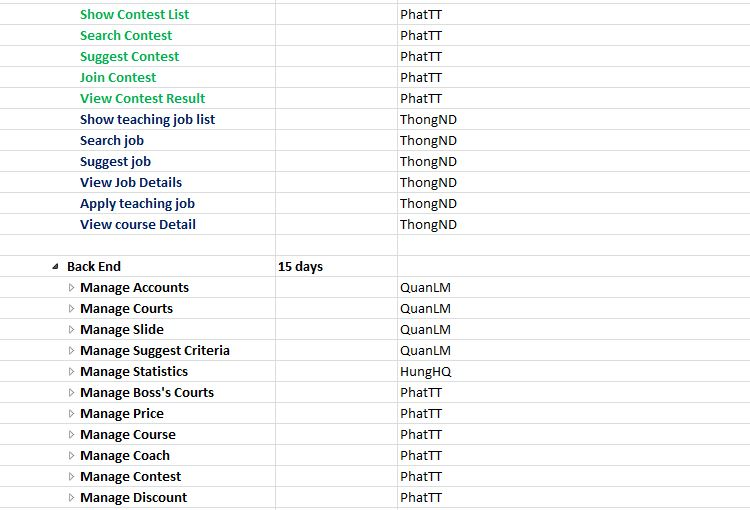 Show Contest List PhatTT
Search Contest PhatTT
Suggest Contest PhatTT
Join Contest PhatTT
View Contest Result PhatTT
Show teaching job list ThongND
Search job ThongND
Suggest job ThongND
View Job Details ThongND
Apply teaching job ThongND
View course Detail ThongND
Back End 15 days
Manage Accounts QuanLM
Manage Courts QuanLM
Manage Slide QuanLM
Manage Suggest Criteria QuanLM
Manage Statistics HungHQ
Manage Boss's Courts PhatTT
Manage Price PhatTT
Manage Course PhatTT
Manage Coach PhatTT
Manage Contest PhatTT
Manage Discount PhatTT